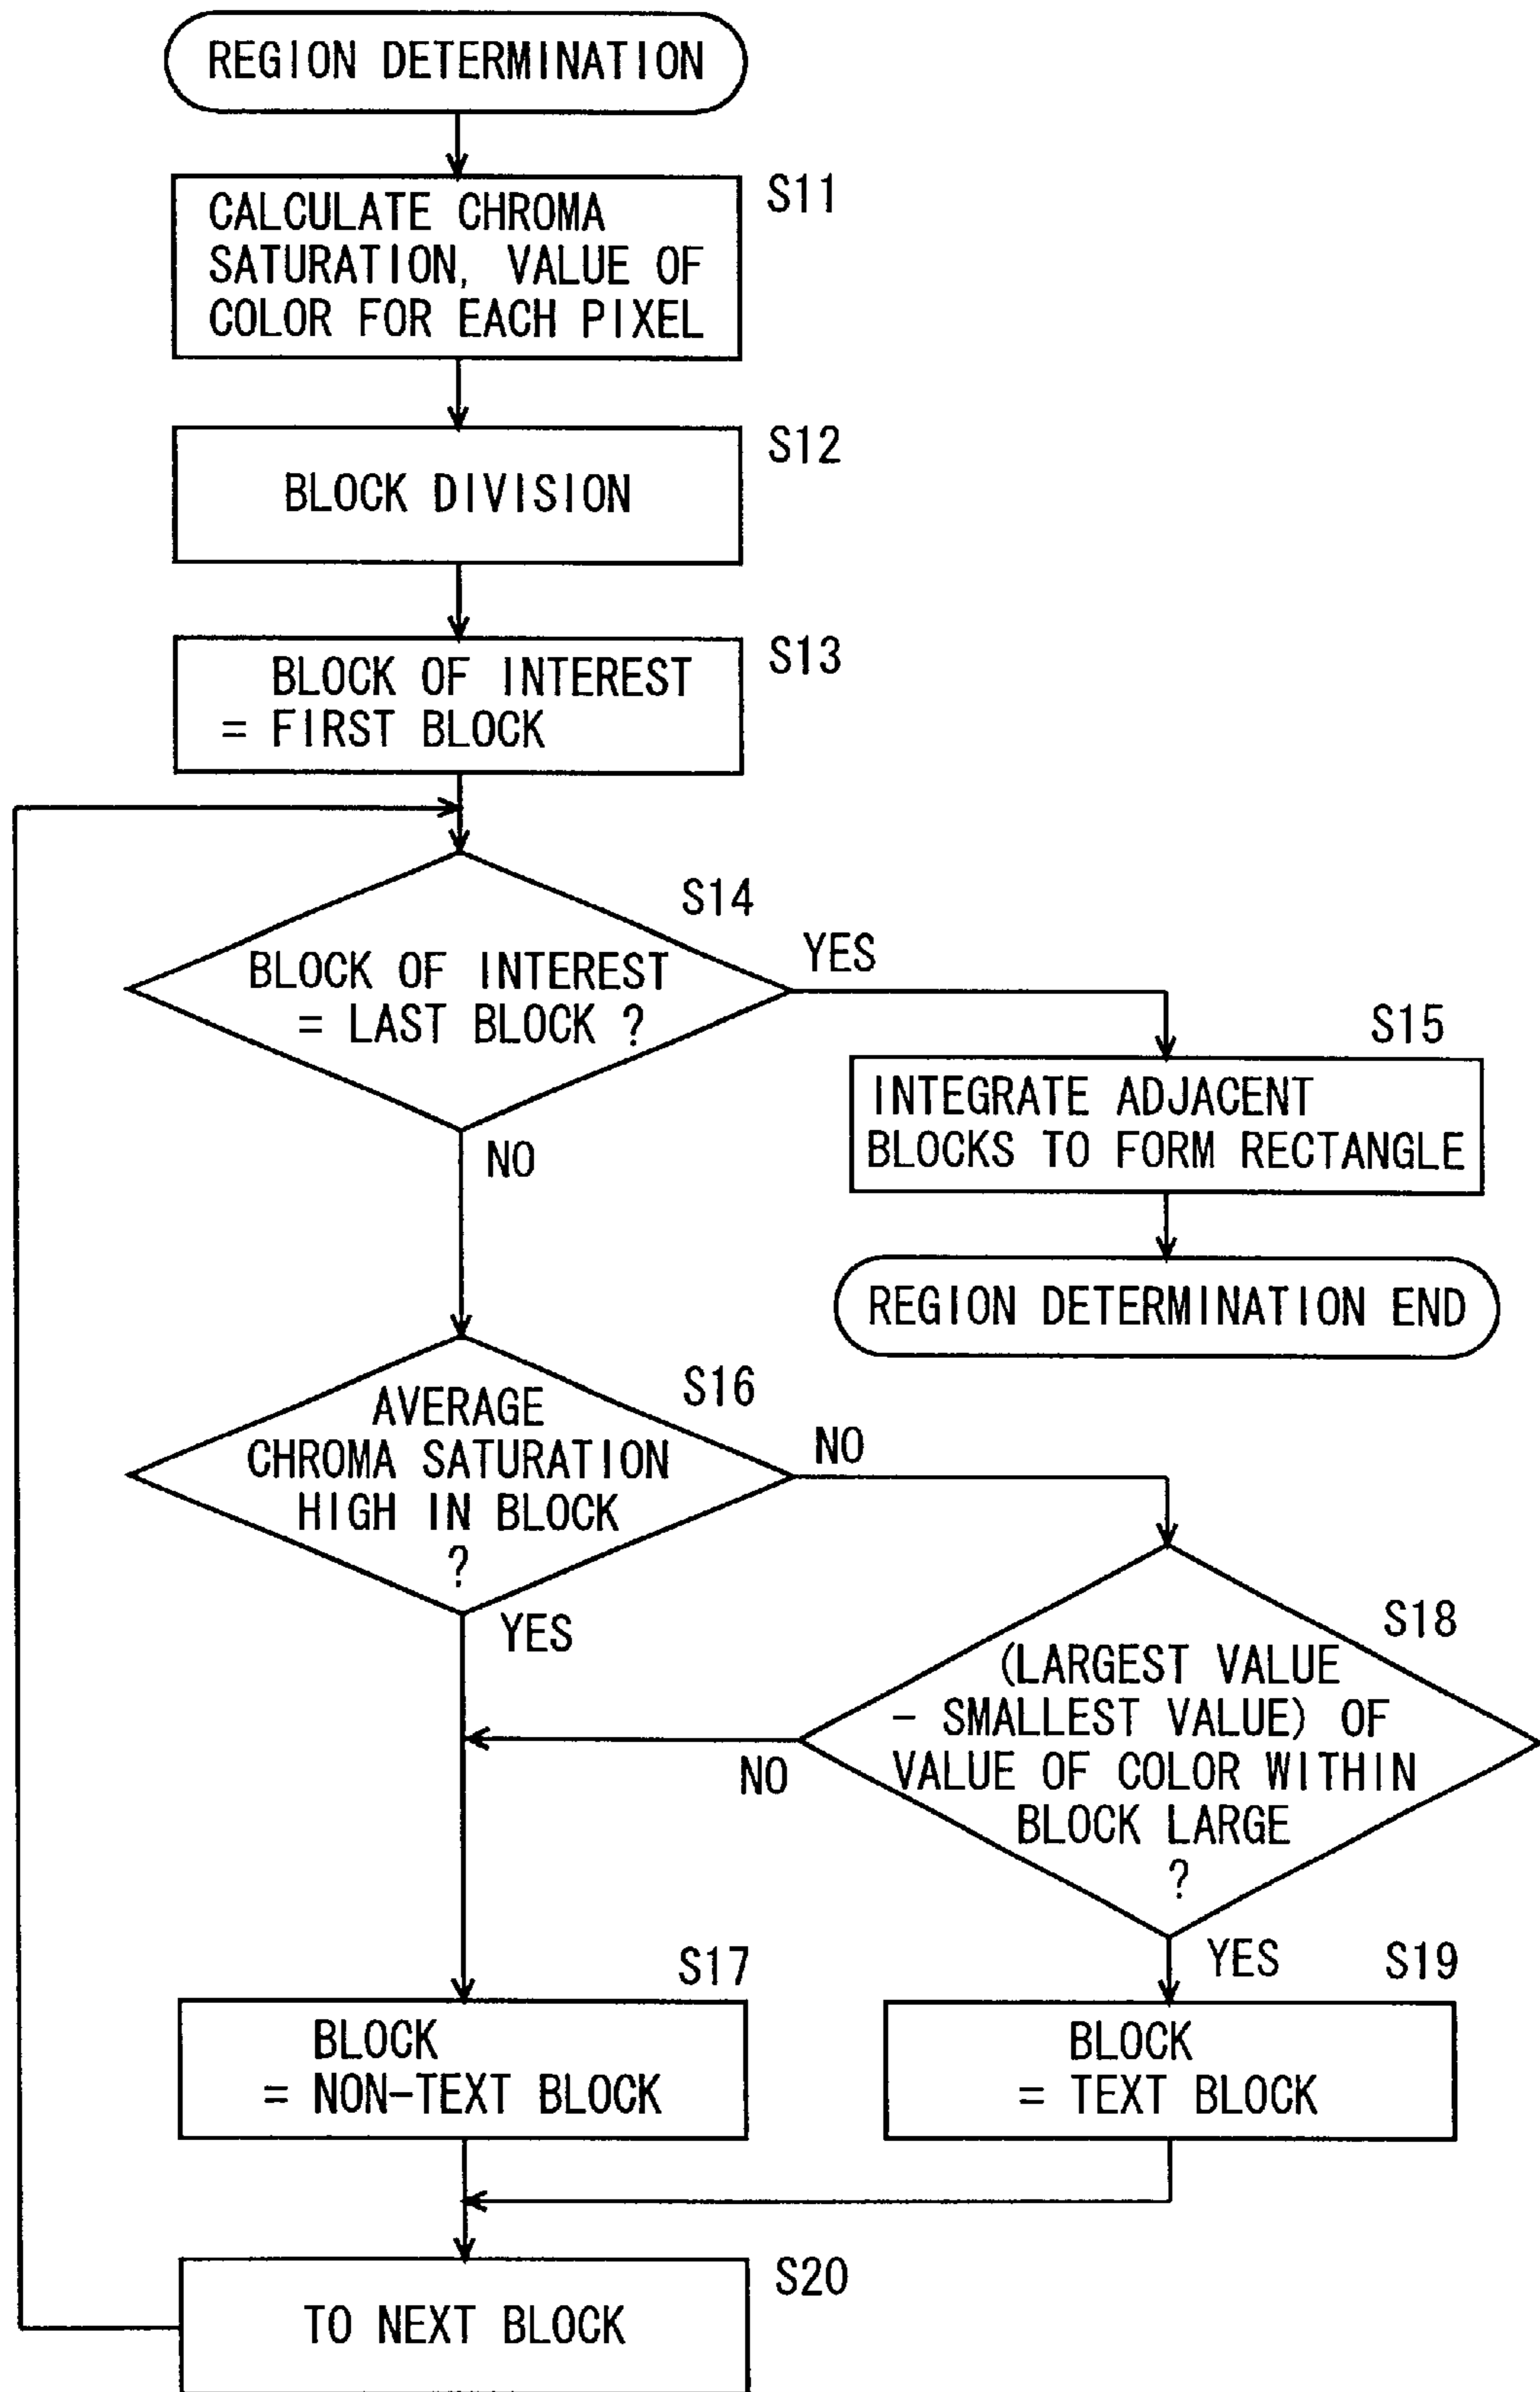 REGION DETERMINATION
S11
CALCULATE CHROMA
SATURATION, VALUE OF
COLOR FOR EACH PIXEL
S12
BLOCK DIVISION
S13
BLOCK OF INTEREST
= FIRST BLOCK
S14
BLOCK OF INTEREST
= LAST BLOCK ?
YES
NO
S15
INTEGRATE ADJACENT
BLOCKS TO FORM RECTANGLE
REGION DETERMINATION END
S16
AVERAGE
CHROMA SATURATION
HIGH IN BLOCK
?
NO
YES
S18
(LARGEST VALUE
- SMALLEST VALUE) OF
VALUE OF COLOR WITHIN
BLOCK LARGE
?
NO
YES
S17
BLOCK
= NON-TEXT BLOCK
S19
BLOCK
= TEXT BLOCK
S20
TO NEXT BLOCK